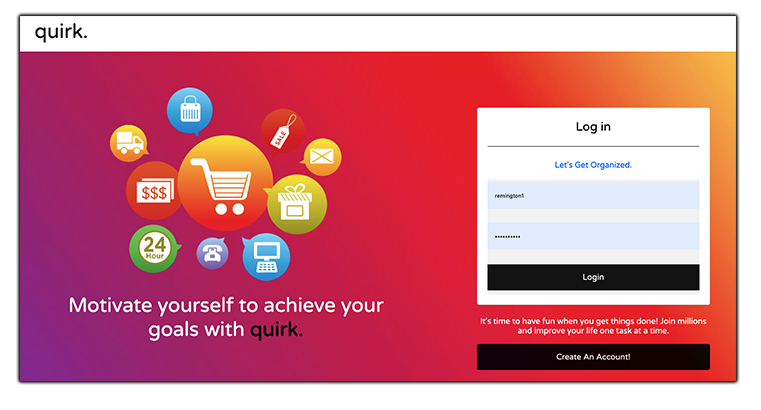 quirk.
SALE
$$$
24
Hour
Motivate yourself to achieve your
goals with quirk.
Log in
Let's Get Organized.
remington1
••••••••••
Login
It's time to have fun when you get things done! Join millions
and improve your life one task at a time.
Create An Account!